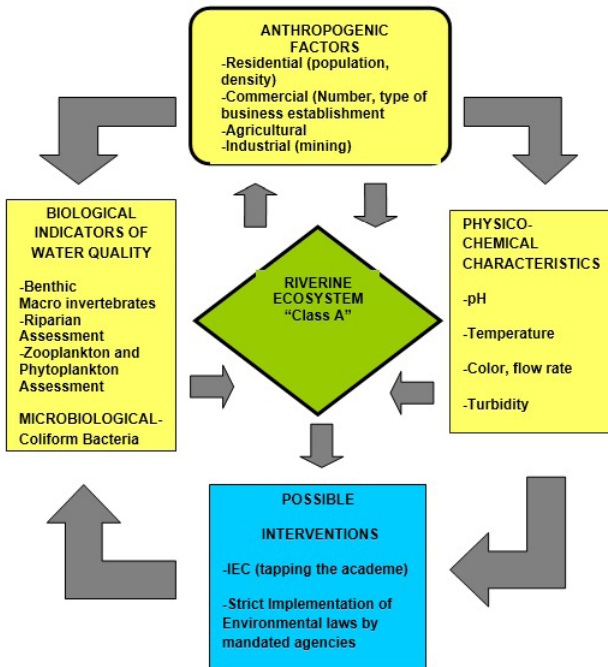 ANTHROPOGENIC
FACTORS
-Residential (population,
density)
-Commercial (Number, type of
business establishment
-Agricultural
-Industrial (mining)
BIOLOGICAL
INDICATORS OF
WATER QUALITY
-Benthic
Macro invertebrates
-Riparian
Assessment
-Zooplankton and
Phytoplankton
Assessment
MICROBIOLOGICAL-
Coliform Bacteria
RIVERINE
ECOSYSTEM
“Class A”
PHYSICO-
CHEMICAL
CHARACTERISTICS
-pH
-Temperature
-Color, flow rate
-Turbidity
POSSIBLE
INTERVENTIONS
-IEC (tapping the academe)
-Strict Implementation of
Environmental laws by
mandated agencies